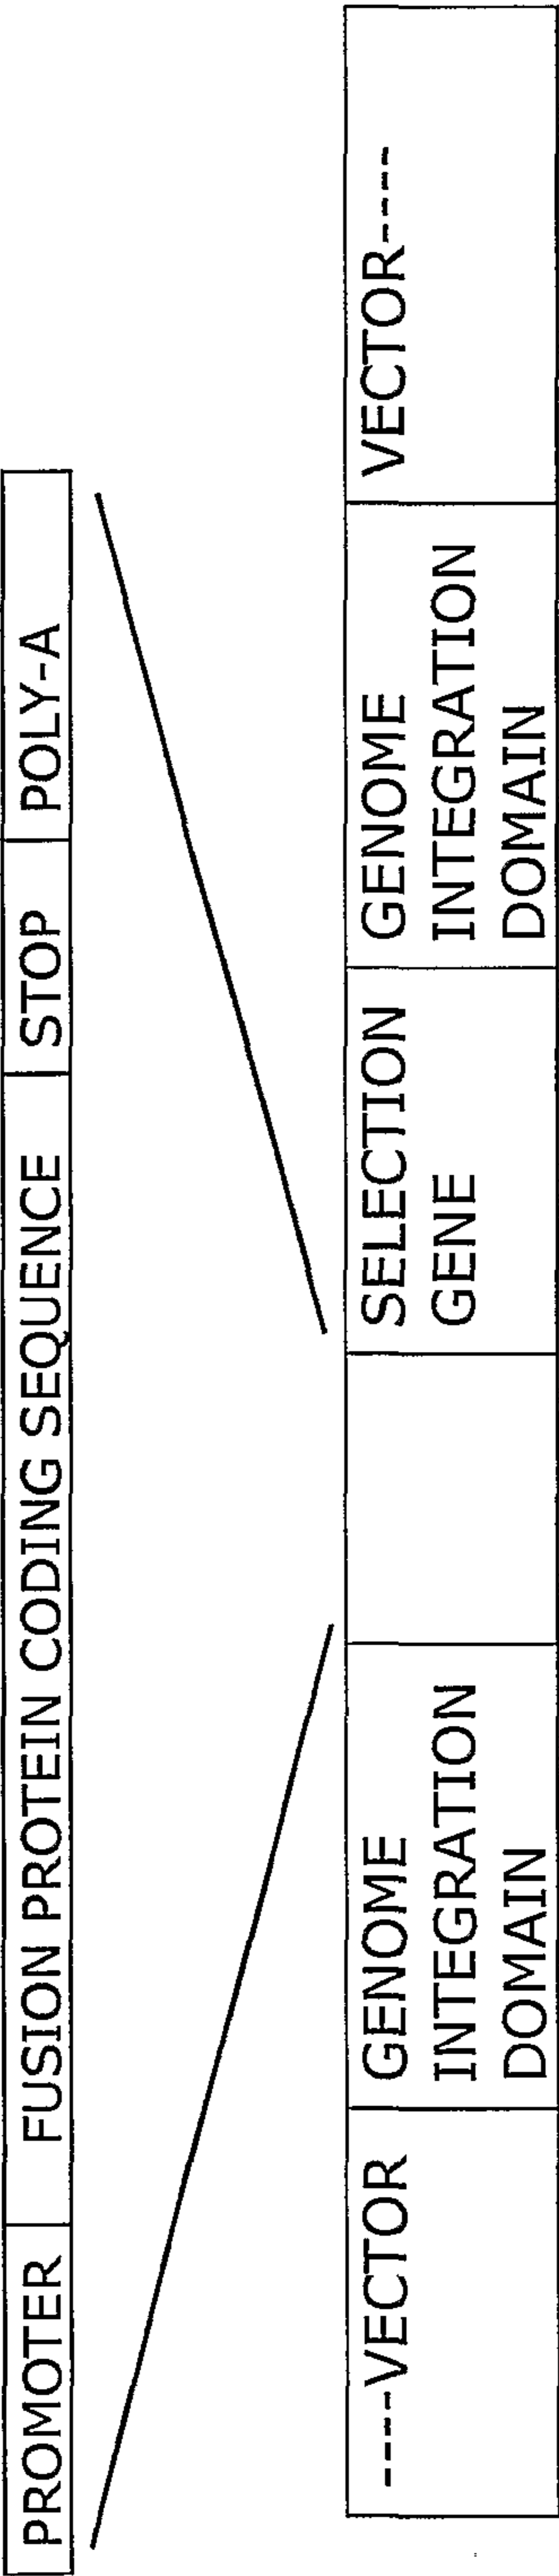 PROMOTER
FUSION PROTEIN CODING SEQUENCE
STOP
POLY-A
----VECTOR
GENOME
INTEGRATION
DOMAIN
SELECTION
GENE
GENOME
INTEGRATION
DOMAIN
VECTOR----